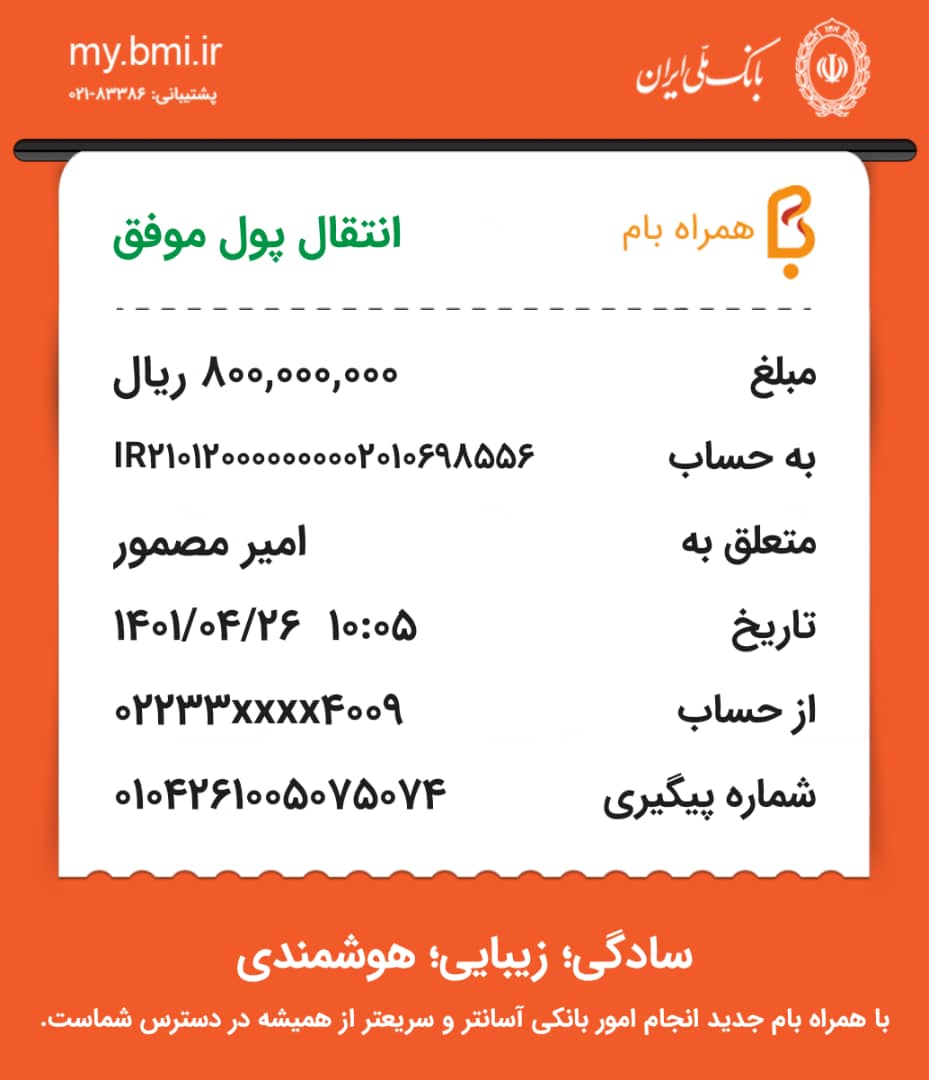 بانک ملی ایران
my.bmi.ir
پشتیبانی: ۸۳۳۸۶-۰۲۱
همراه بام
انتقال پول موفق
مبلغ ۸۰۰,۰۰۰,۰۰۰ ریال
به حساب IR۲۱۰۱۲۰۰۰۰۰۰۰۰۰۰۲۰۱۰۶۹۸۵۵۶
متعلق به امیر مصمور
تاریخ ۱۴۰۱/۰۴/۲۶ ۱۰:۰۵
از حساب ۰۲۲۳۳xxxx۴۰۰۹
شماره پیگیری ۰۱۰۴۲۶۱۰۰۵۰۷۵۰۷۴
سادگی؛ زیبایی؛ هوشمندی
با همراه بام جدید انجام امور بانکی آسانتر و سریعتر از همیشه در دسترس شماست.